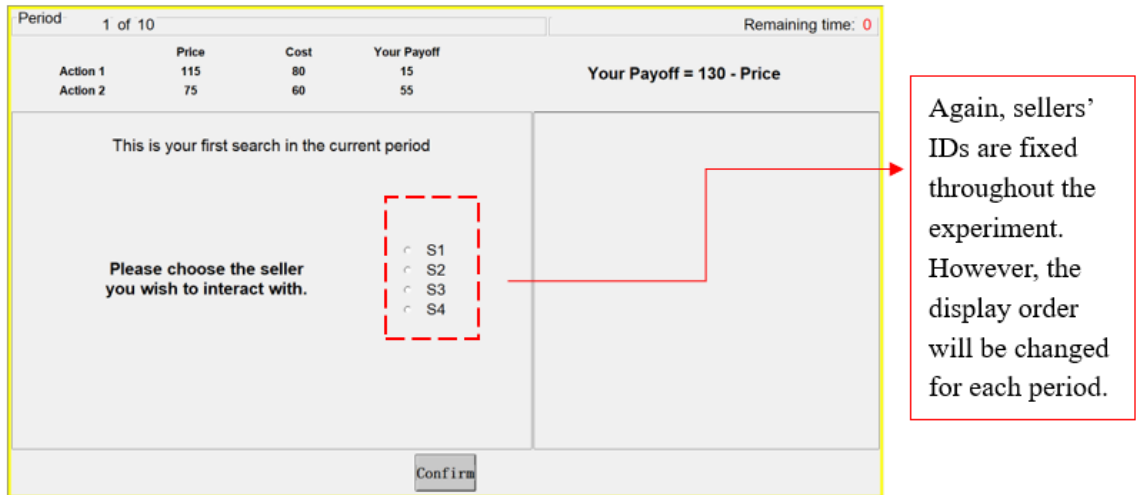 Period
1 of 10
Remaining time: 0
Price Cost Your Payoff
Action 1 115 80 15
Action 2 75 60 55
Your Payoff = 130 - Price
This is your first search in the current period
Please choose the seller
you wish to interact with.
S1
S2
S3
S4
Confirm
Again, sellers’
IDs are fixed
throughout the
experiment.
However, the
display order
will be changed
for each period.